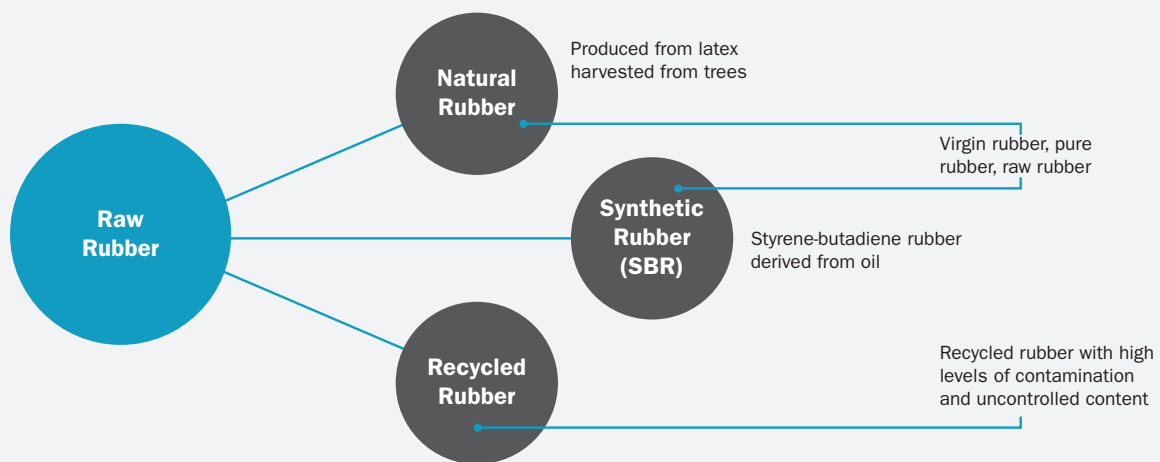 Natural
Rubber
Produced from latex
harvested from trees
Virgin rubber, pure
rubber, raw rubber
Raw
Rubber
Synthetic
Rubber
(SBR)
Styrene-butadiene rubber
derived from oil
Recycled
Rubber
Recycled rubber with high
levels of contamination
and uncontrolled content